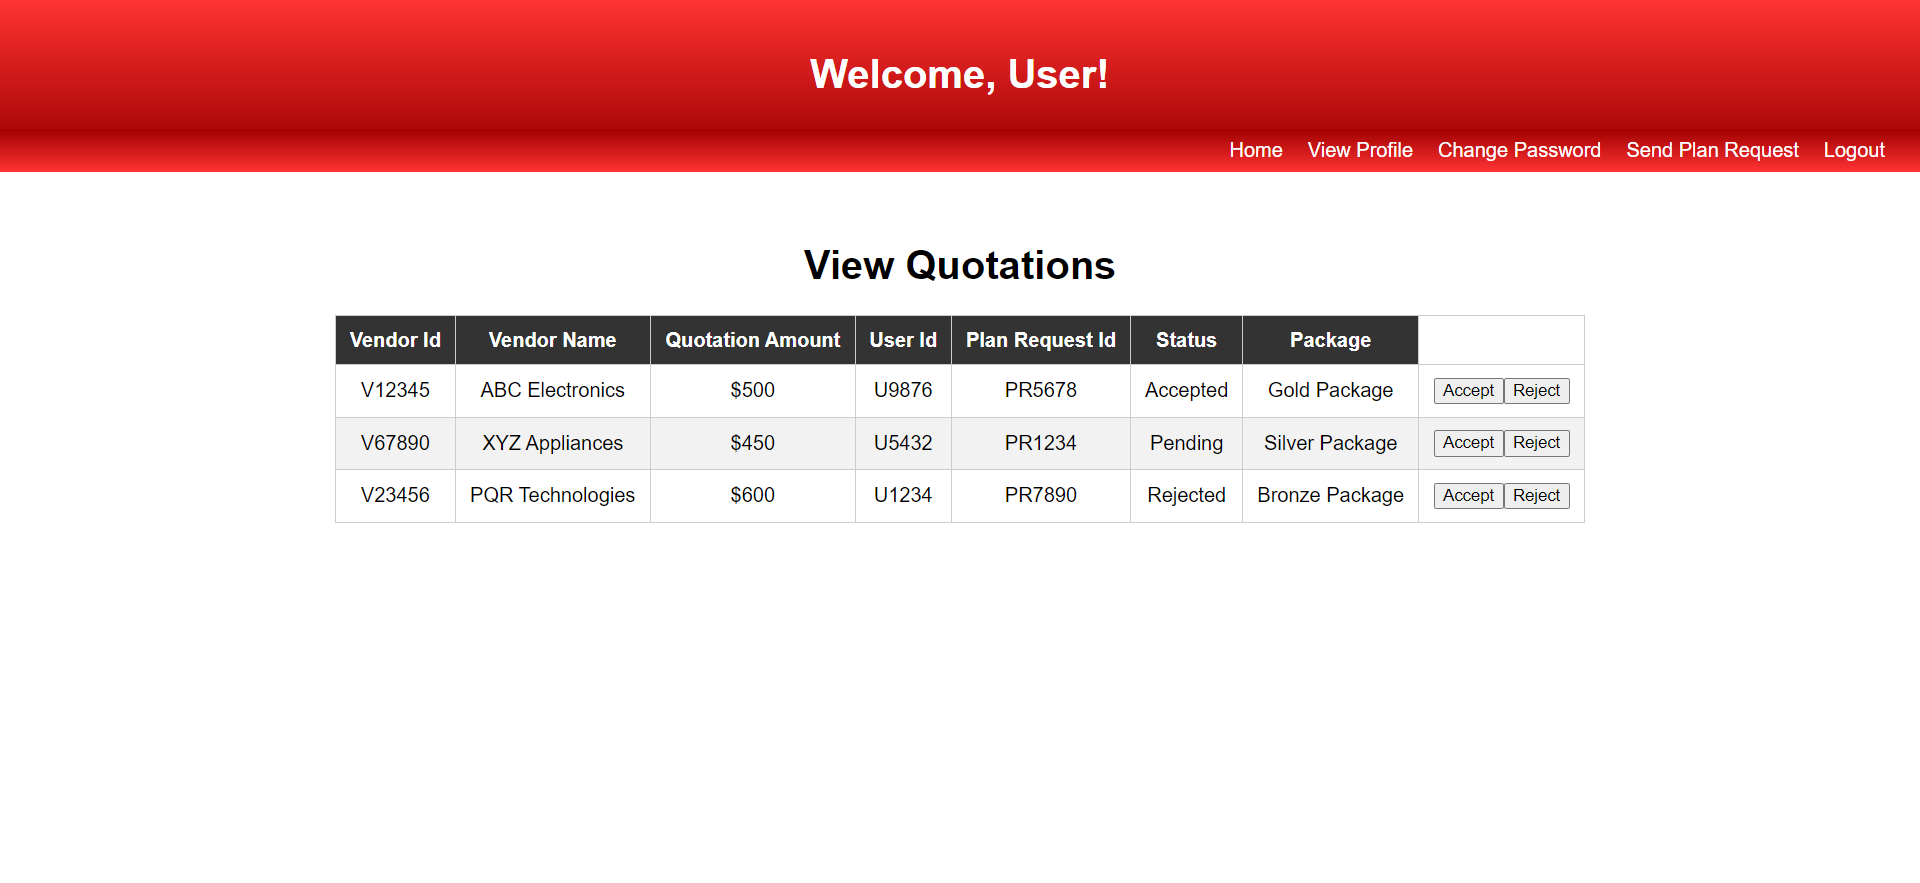 Welcome, User!
Home View Profile Change Password Send Plan Request Logout
View Quotations
Vendor Id Vendor Name Quotation Amount User Id Plan Request Id Status Package
V12345 ABC Electronics $500 U9876 PR5678 Accepted Gold Package Accept Reject
V67890 XYZ Appliances $450 U5432 PR1234 Pending Silver Package Accept Reject
V23456 PQR Technologies $600 U1234 PR7890 Rejected Bronze Package Accept Reject